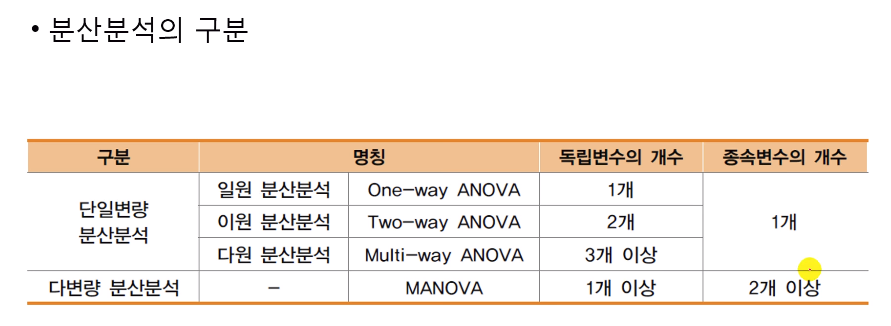 • 분산분석의 구분
구분 명칭 독립변수의 개수 종속변수의 개수
단일변량
분산분석
일원 분산분석 One-way ANOVA 1개
이원 분산분석 Two-way ANOVA 2개
다원 분산분석 Multi-way ANOVA 3개 이상
1개
다변량 분산분석 - MANOVA 1개 이상 2개 이상